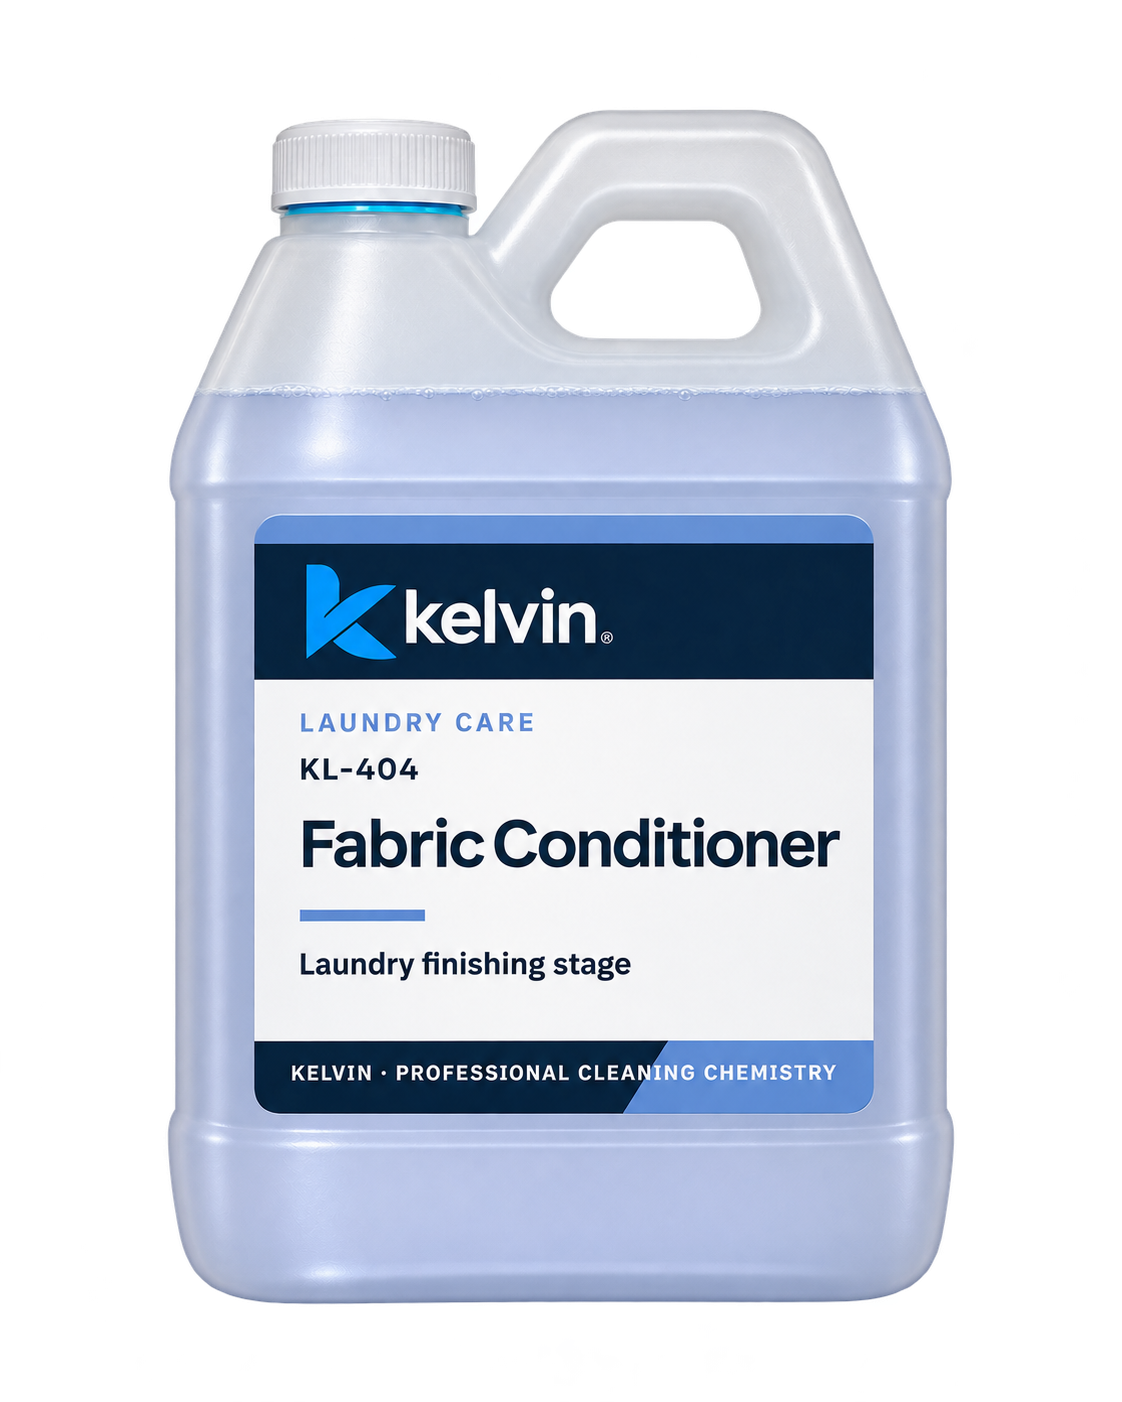 kelvin®
LAUNDRY CARE
KL-404
Fabric Conditioner
Laundry finishing stage
KELVIN · PROFESSIONAL CLEANING CHEMISTRY